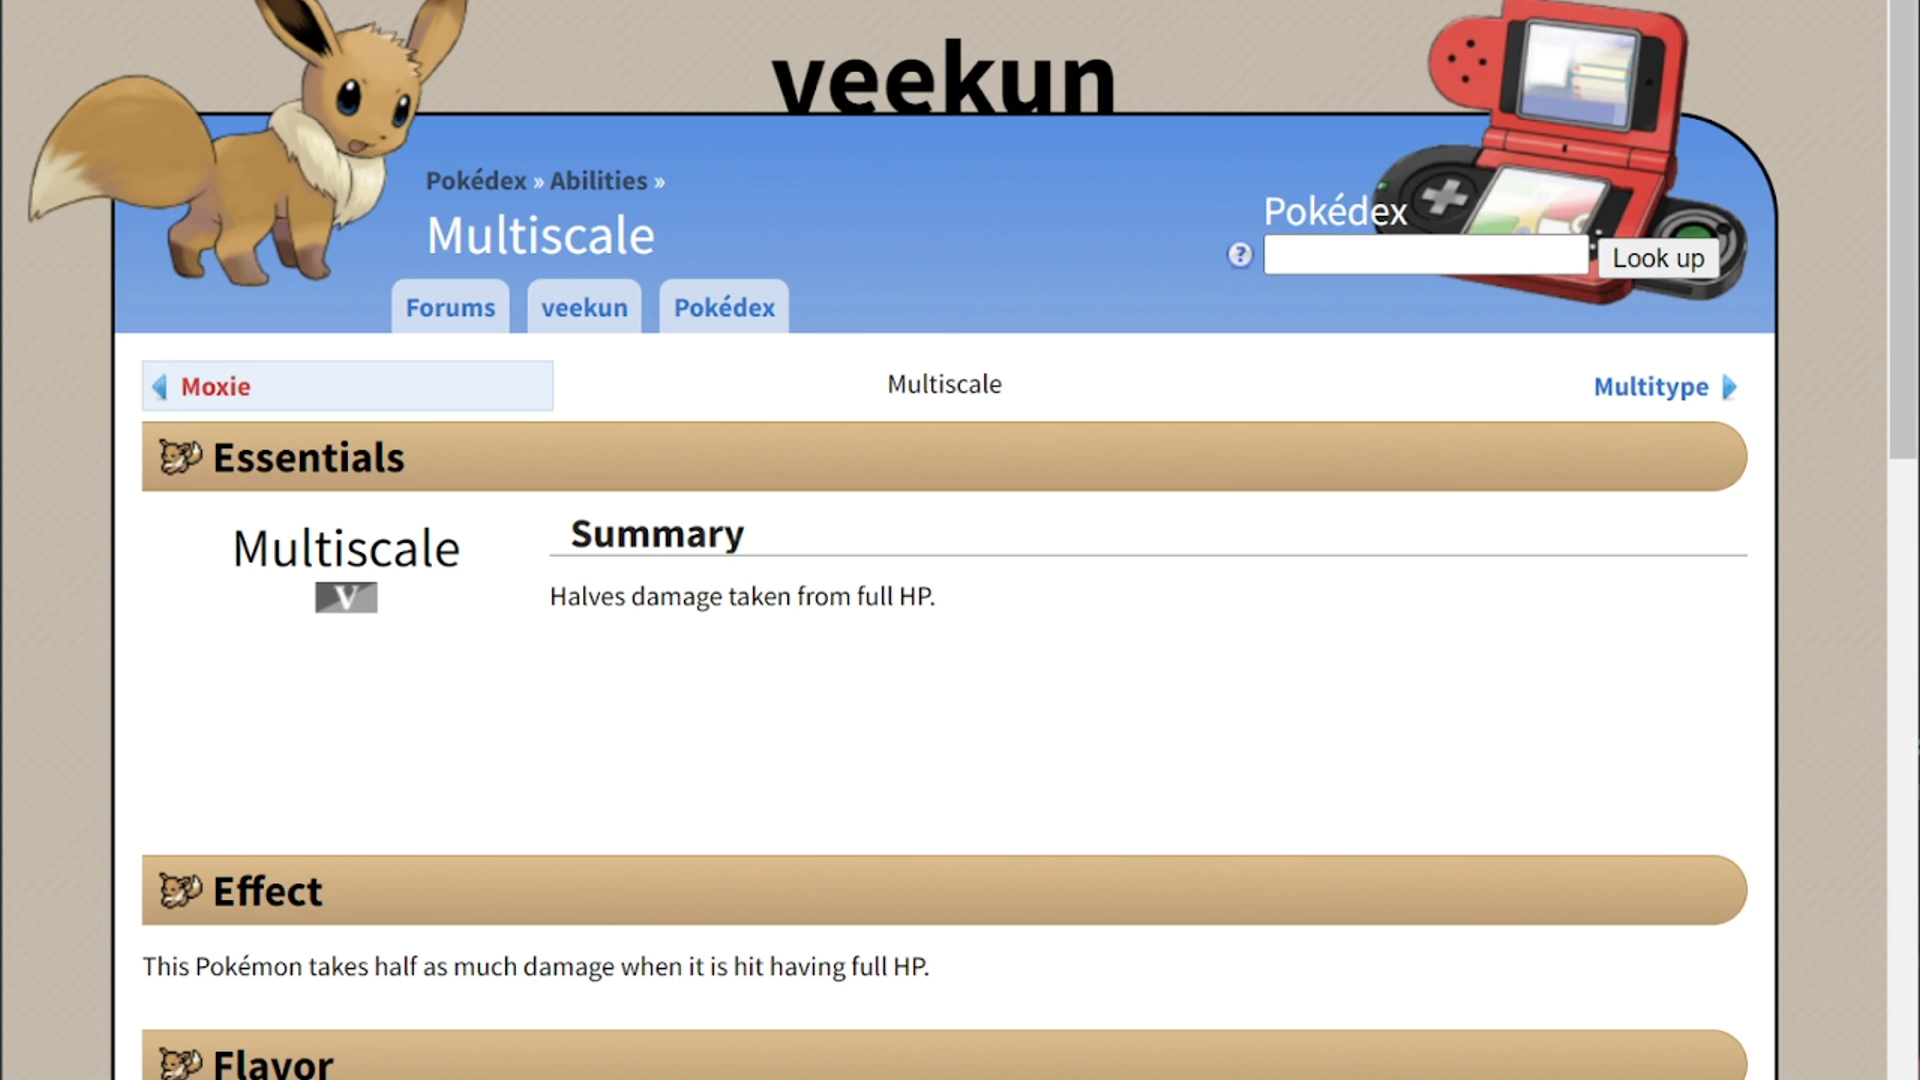 veekun
Pokédex » Abilities »
Multiscale
Pokédex
? Look up
Forums veekun Pokédex
Moxie Multiscale Multitype
Essentials
Multiscale
V
Summary
Halves damage taken from full HP.
Effect
This Pokémon takes half as much damage when it is hit having full HP.
Flavor